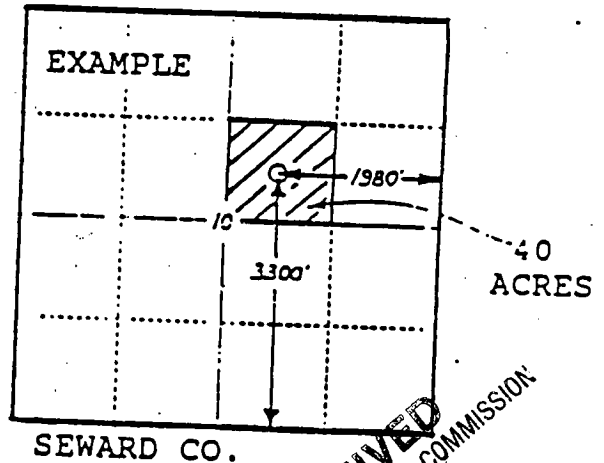 EXAMPLE
1980'
10
3300'
40
ACRES
SEWARD CO.
COMMISSION